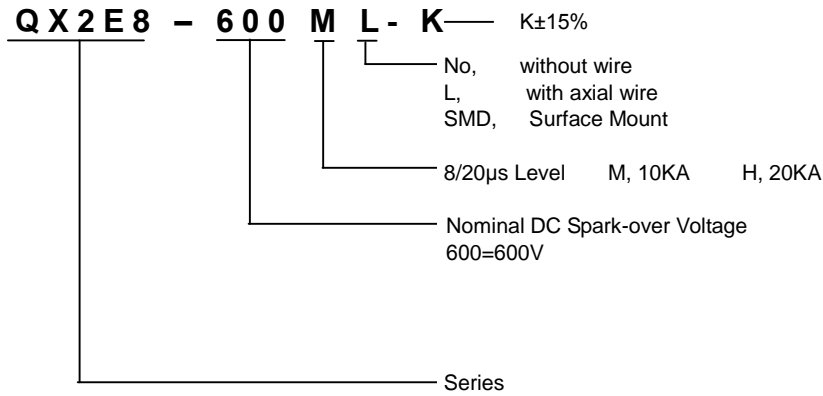 QX2E8 – 600 M L - K K±15%
No, without wire
L, with axial wire
SMD, Surface Mount
8/20μs Level M, 10KA H, 20KA
Nominal DC Spark-over Voltage
600=600V
Series